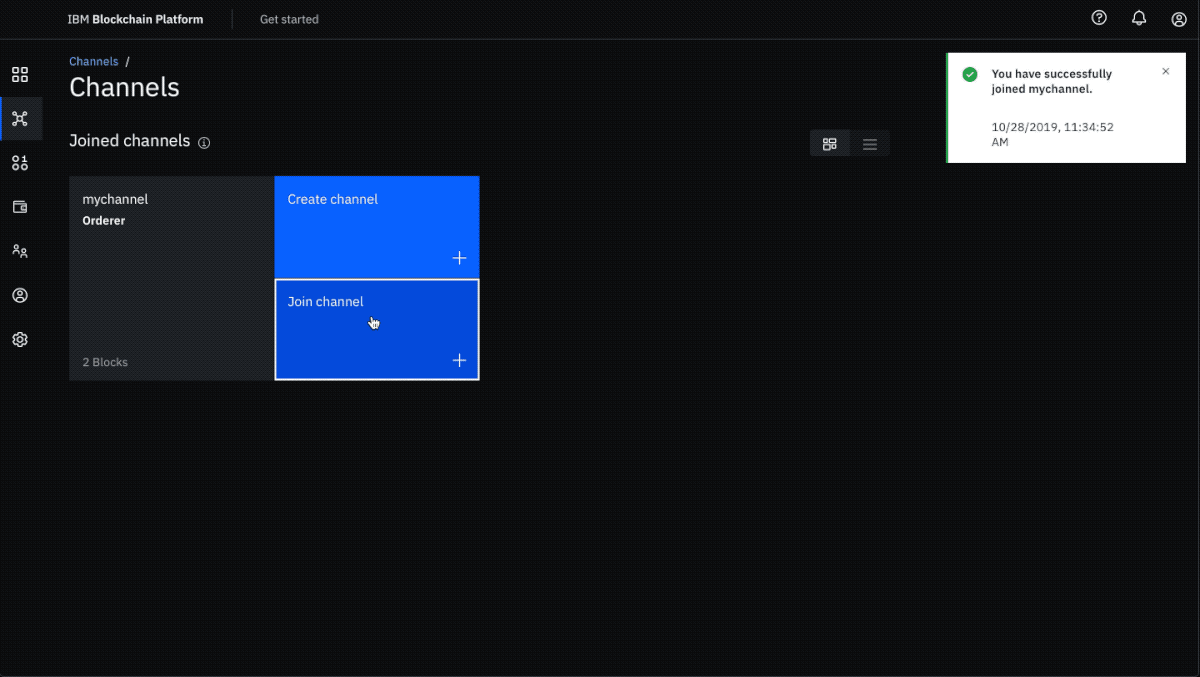 IBM Blockchain Platform
Get started
Channels /
Channels
You have successfully
joined mychannel.
10/28/2019, 11:34:52
AM
Joined channels
mychannel
Orderer
2 Blocks
Create channel
Join channel